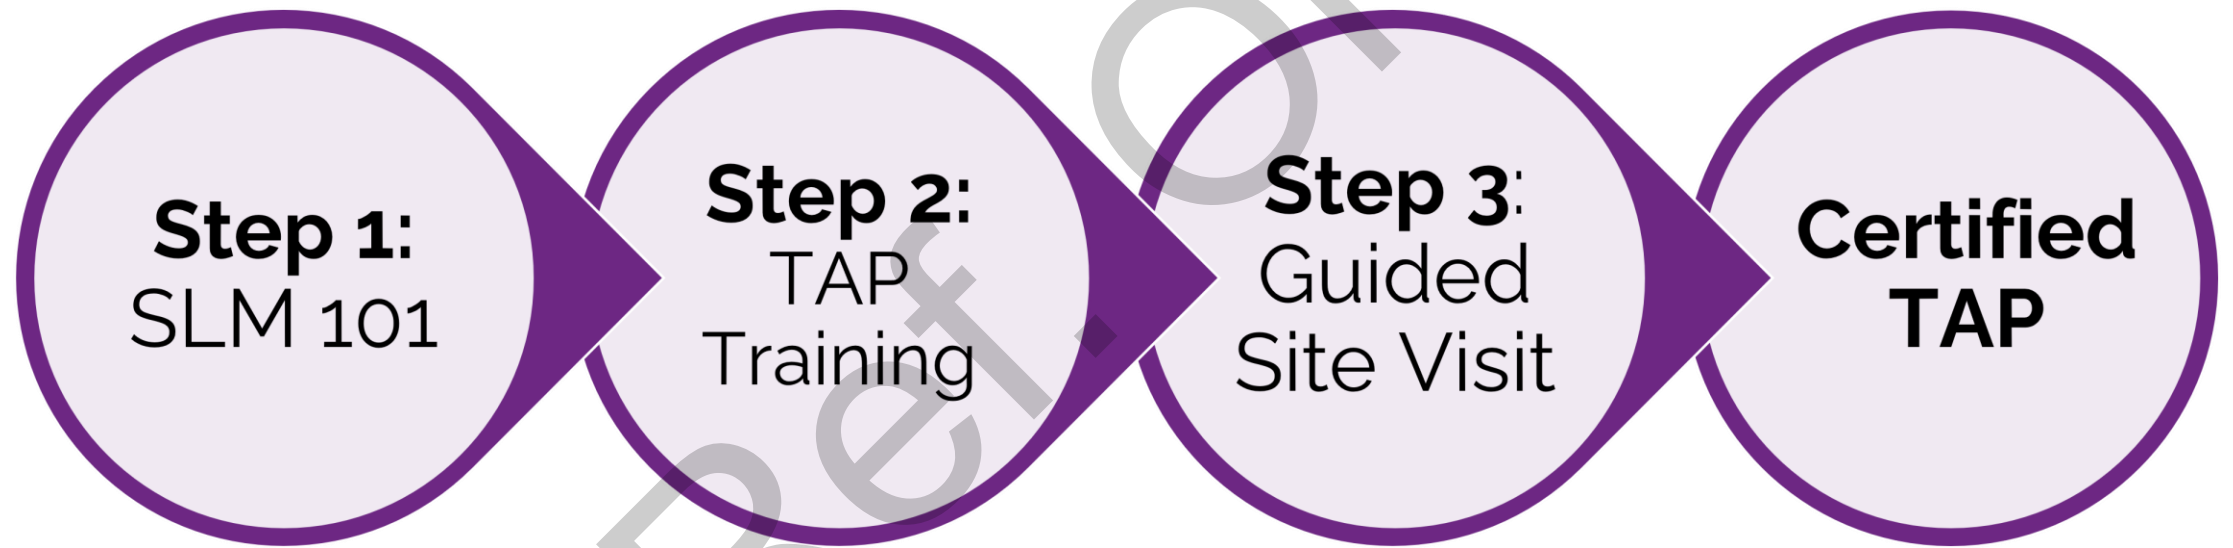 Step 1:
SLM 101
Step 2:
TAP
Training
Step 3:
Guided
Site Visit
Certified
TAP